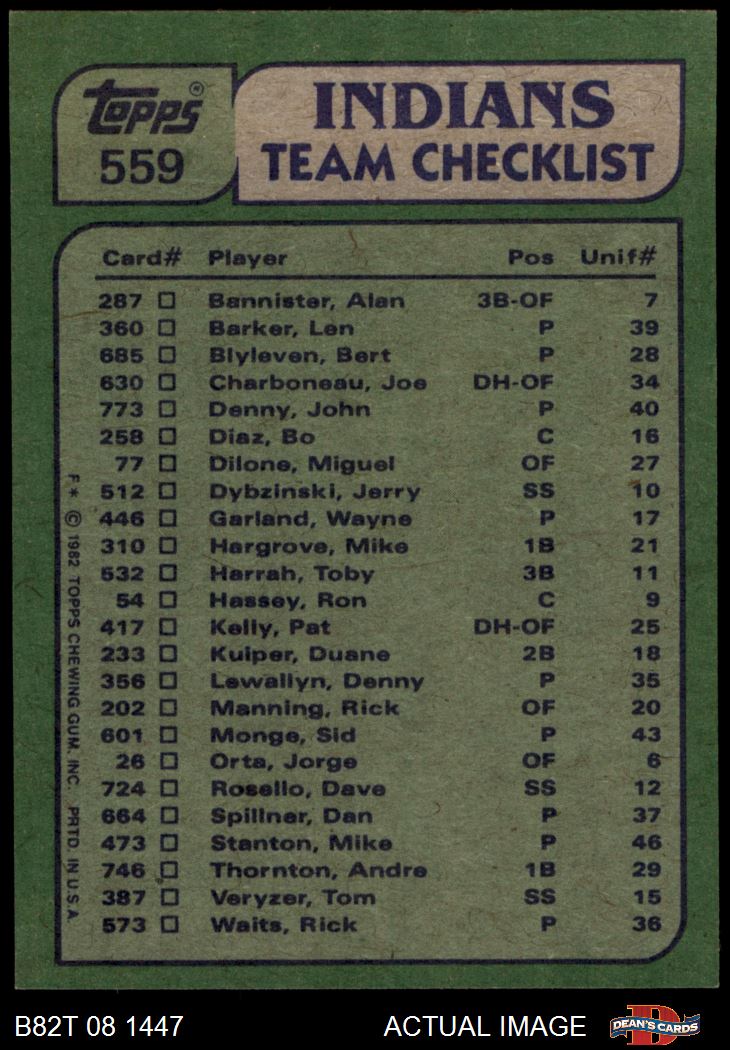 Topps®
559
INDIANS
TEAM CHECKLIST
Card# Player Pos Unif#
287 Bannister, Alan 3B-OF 7
360 Barker, Len P 39
685 Blyleven, Bert P 28
630 Charboneau, Joe DH-OF 34
773 Denny, John P 40
258 Diaz, Bo C 16
77 Dilone, Miguel OF 27
512 Dybzinski, Jerry SS 10
446 Garland, Wayne P 17
310 Hargrove, Mike 1B 21
532 Harrah, Toby 3B 11
54 Hassey, Ron C 9
417 Kelly, Pat DH-OF 25
233 Kuiper, Duane 2B 18
356 Lewallyn, Denny P 35
202 Manning, Rick OF 20
601 Monge, Sid P 43
26 Orta, Jorge OF 6
724 Rosello, Dave SS 12
664 Spillner, Dan P 37
473 Stanton, Mike P 46
746 Thornton, Andre 1B 29
387 Veryzer, Tom SS 15
573 Waits, Rick P 36
F* © 1982 TOPPS CHEWING GUM, INC. PRTD. IN U.S.A.
B82T 08 1447 ACTUAL IMAGE
DEAN'S CARDS